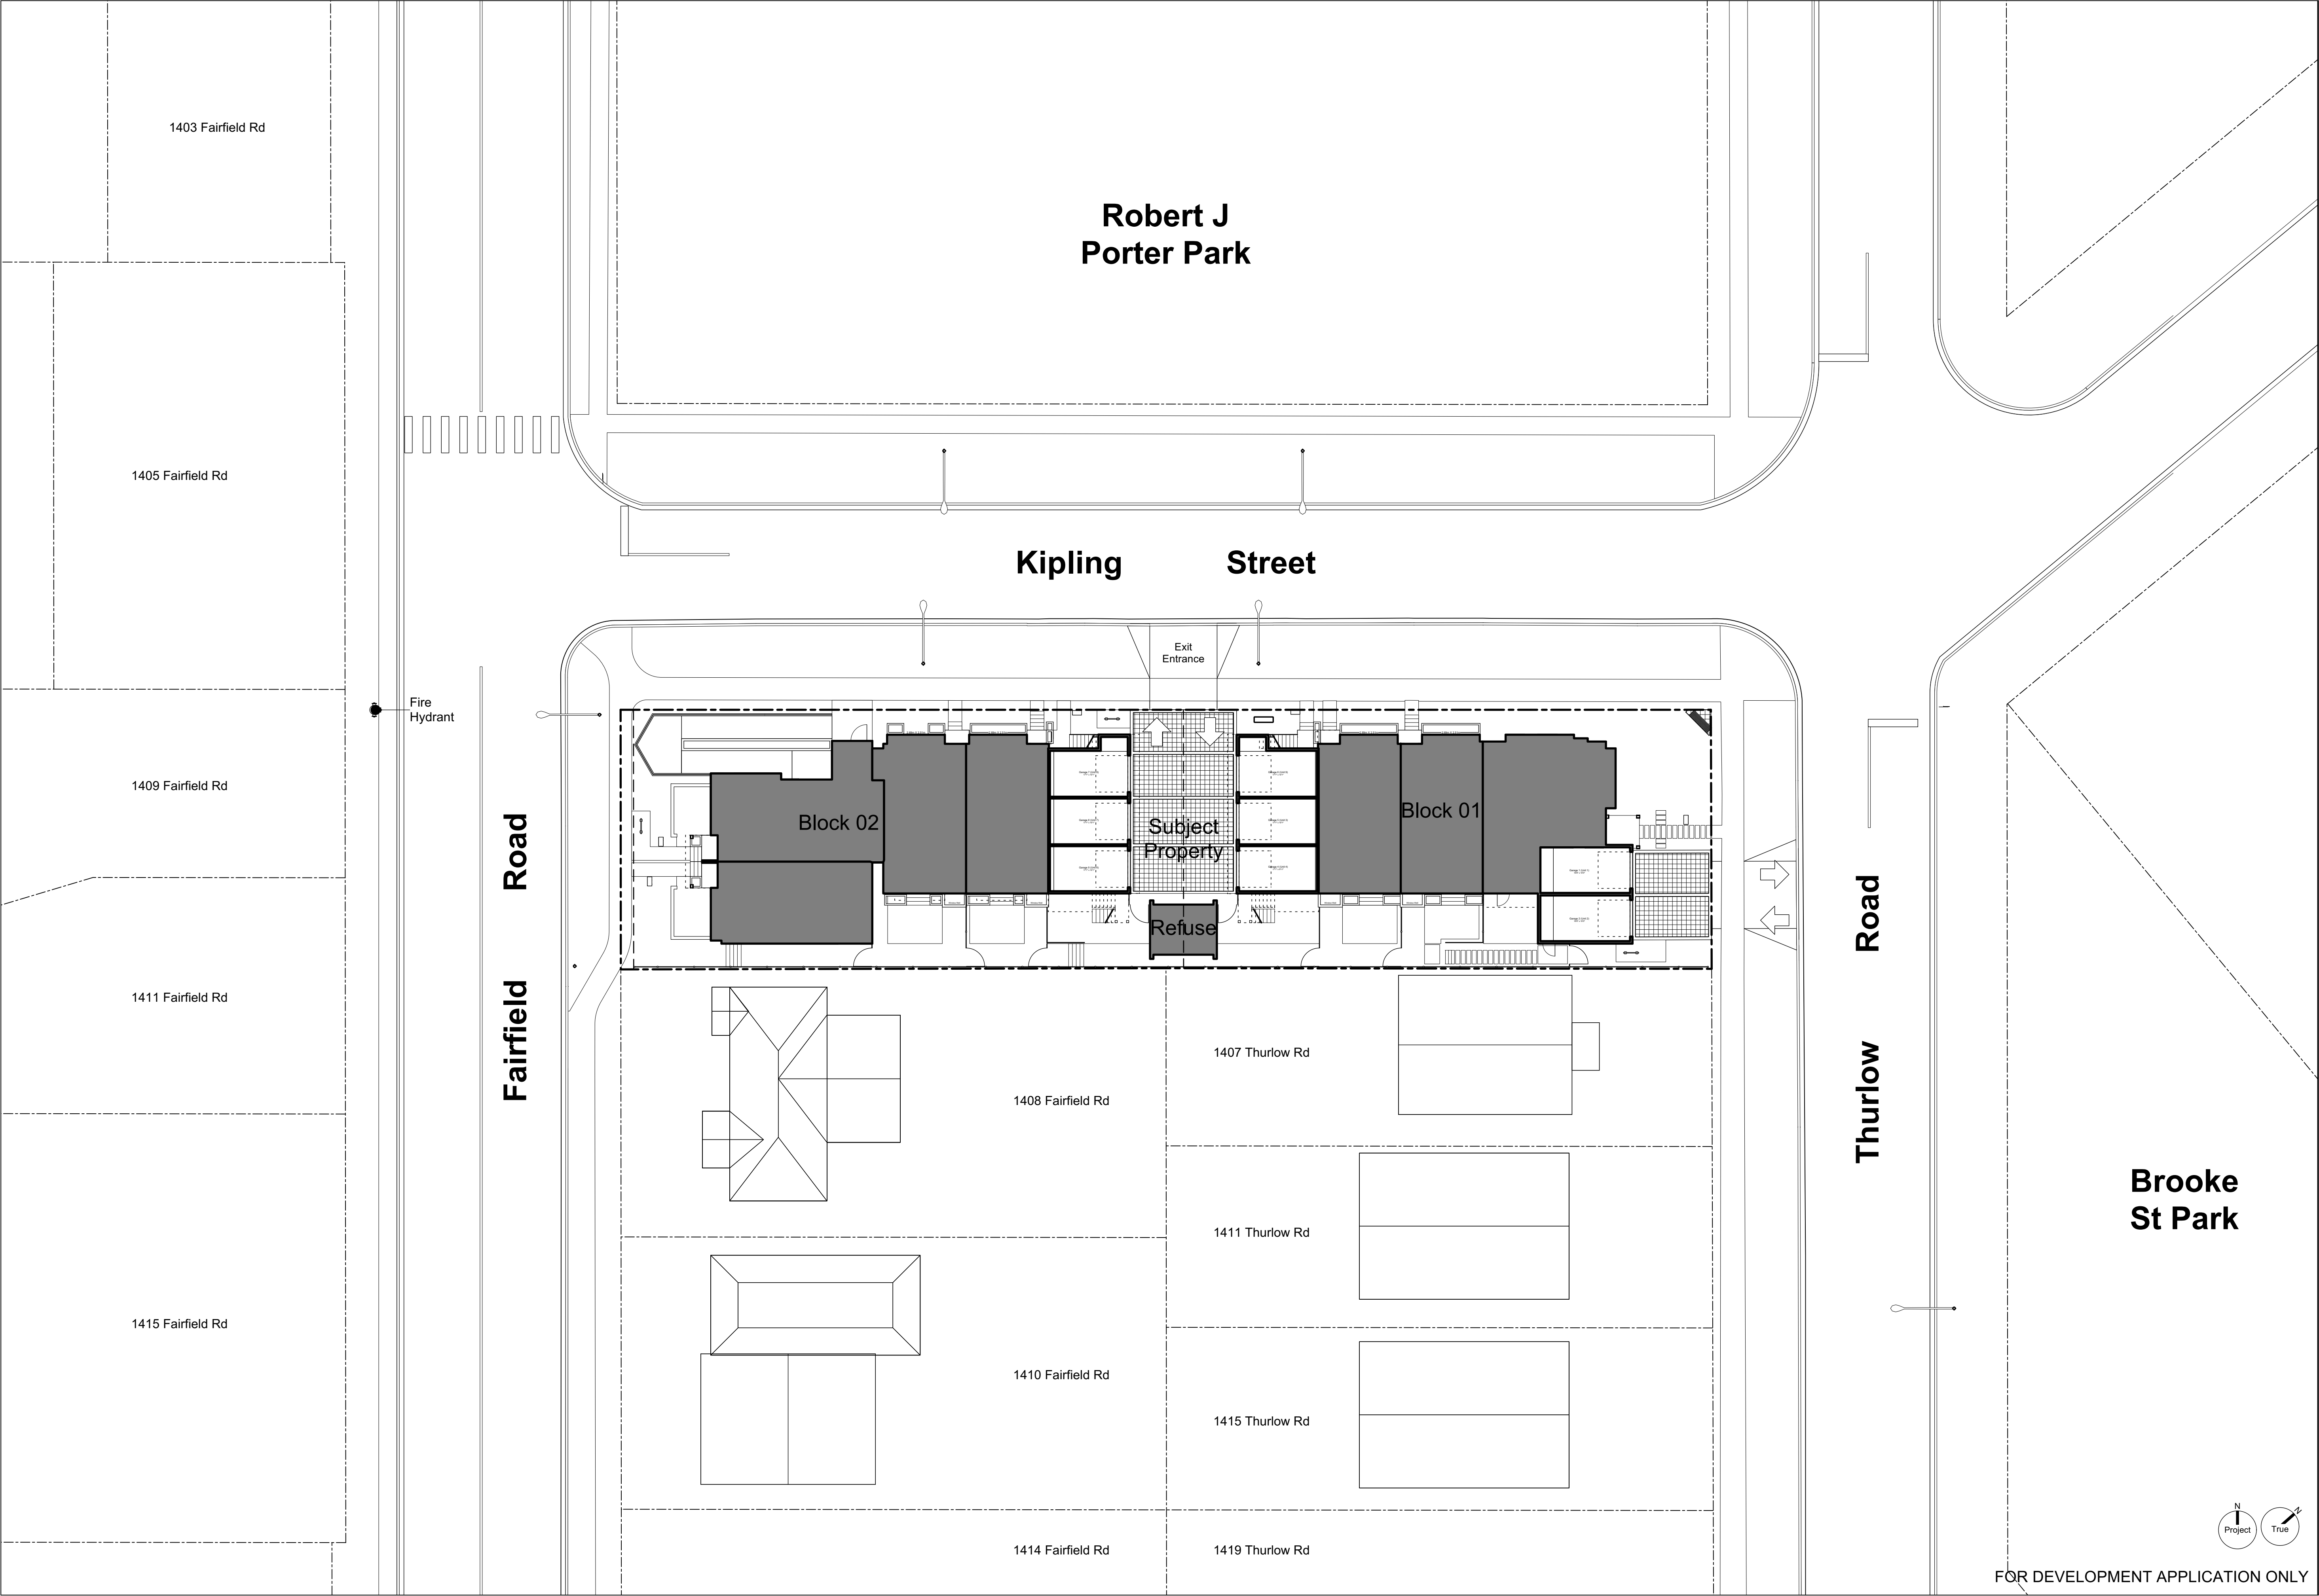 1403 Fairfield Rd
Robert J
Porter Park
1405 Fairfield Rd
Kipling Street
Exit
Entrance
Fire
Hydrant
1409 Fairfield Rd
Block 02
Subject
Property
Block 01
Refuse
Fairfield Road
Thurlow Road
1411 Fairfield Rd
1407 Thurlow Rd
1408 Fairfield Rd
Brooke
St Park
1411 Thurlow Rd
1415 Fairfield Rd
1410 Fairfield Rd
1415 Thurlow Rd
N
Project
N
True
1414 Fairfield Rd
1419 Thurlow Rd
FOR DEVELOPMENT APPLICATION ONLY